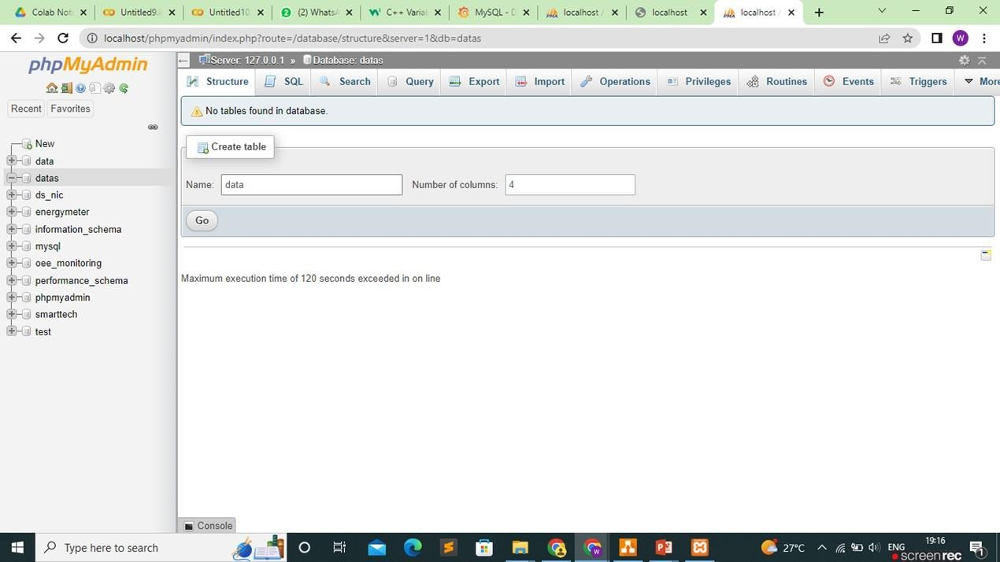 Colab Note
Untitled9.i
Untitled10.
(2) WhatsA
C++ Varial
MySQL - D
localhost /
localhost
localhost /
localhost/phpmyadmin/index.php?route=/database/structure&server=1&db=datas
W
phpMyAdmin
Recent
Favorites
New
data
datas
ds_nic
energymeter
information_schema
mysql
oee_monitoring
performance_schema
phpmyadmin
smarttech
test
Server: 127.0.0.1 » Database: datas
Structure
SQL
Search
Query
Export
Import
Operations
Privileges
Routines
Events
Triggers
More
No tables found in database.
Create table
Name: data Number of columns: 4
Go
Maximum execution time of 120 seconds exceeded in on line
Console
Type here to search
27°C
ENG
19:16
screenrec
1